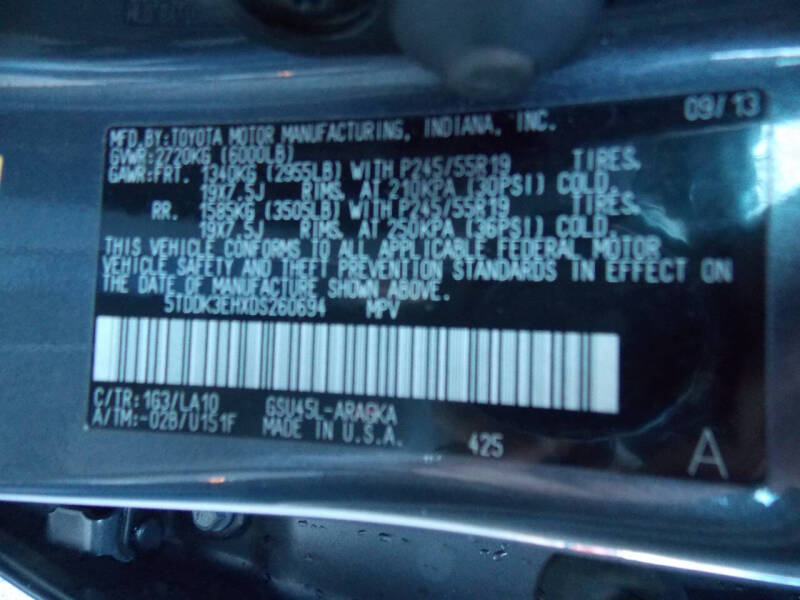 09/13
MFD.BY:TOYOTA MOTOR MANUFACTURING, INDIANA, INC.
GVWR:2720KG (6000LB)
GAWR:FRT. 1340KG (2955LB) WITH P245/55R19 TIRES.
19X7.5J RIMS. AT 210KPA (30PSI) COLD.
RR. 1585KG (3505LB) WITH P245/55R19 TIRES.
19X7.5J RIMS. AT 250KPA (36PSI) COLD.
THIS VEHICLE CONFORMS TO ALL APPLICABLE FEDERAL MOTOR
VEHICLE SAFETY AND THEFT PREVENTION STANDARDS IN EFFECT ON
THE DATE OF MANUFACTURE SHOWN ABOVE.
5TDDK3EHXDS260694 MPV
C/TR:1G3/LA10 GSU45L-ARAGKA
A/TM:-02B/U151F MADE IN U.S.A.
425
A